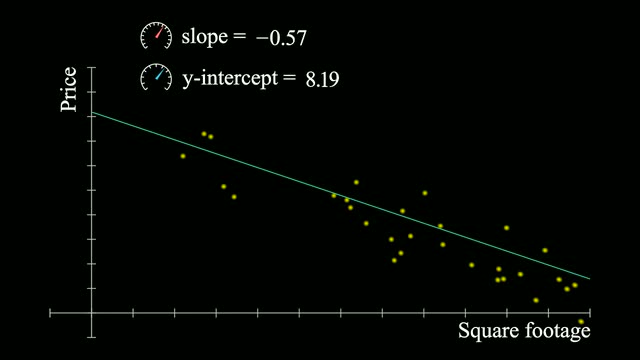 slope = −0.57
y-intercept = 8.19
Price
Square footage